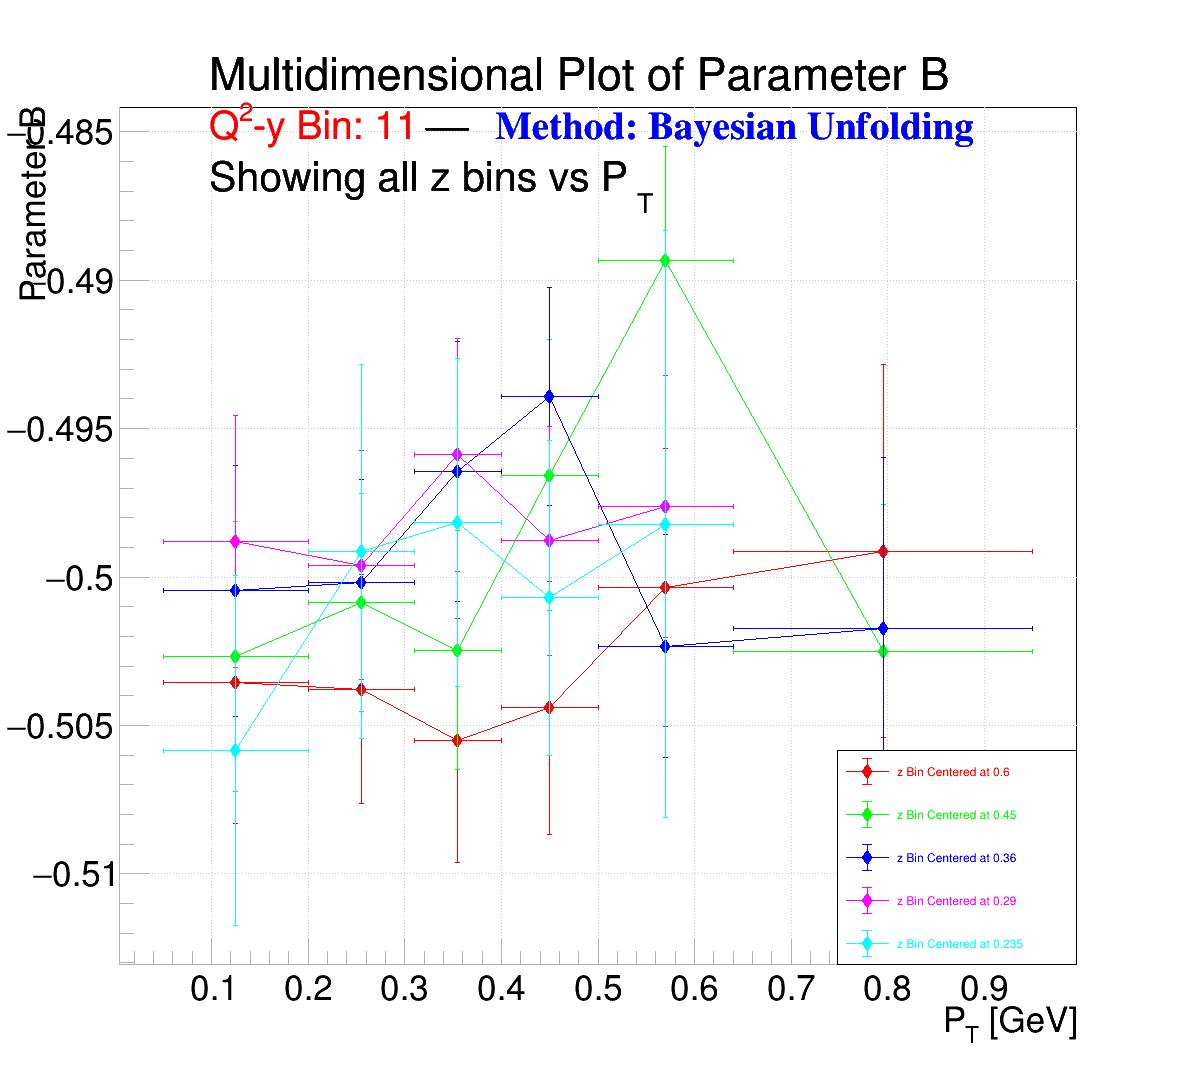 Multidimensional Plot of Parameter B
Q²-y Bin: 11 — Method: Bayesian Unfolding
Showing all z bins vs P_T
Parameter B
−0.485
−0.49
−0.495
−0.5
−0.505
−0.51
z Bin Centered at 0.6
z Bin Centered at 0.45
z Bin Centered at 0.36
z Bin Centered at 0.29
z Bin Centered at 0.235
0.1 0.2 0.3 0.4 0.5 0.6 0.7 0.8 0.9
P_T [GeV]